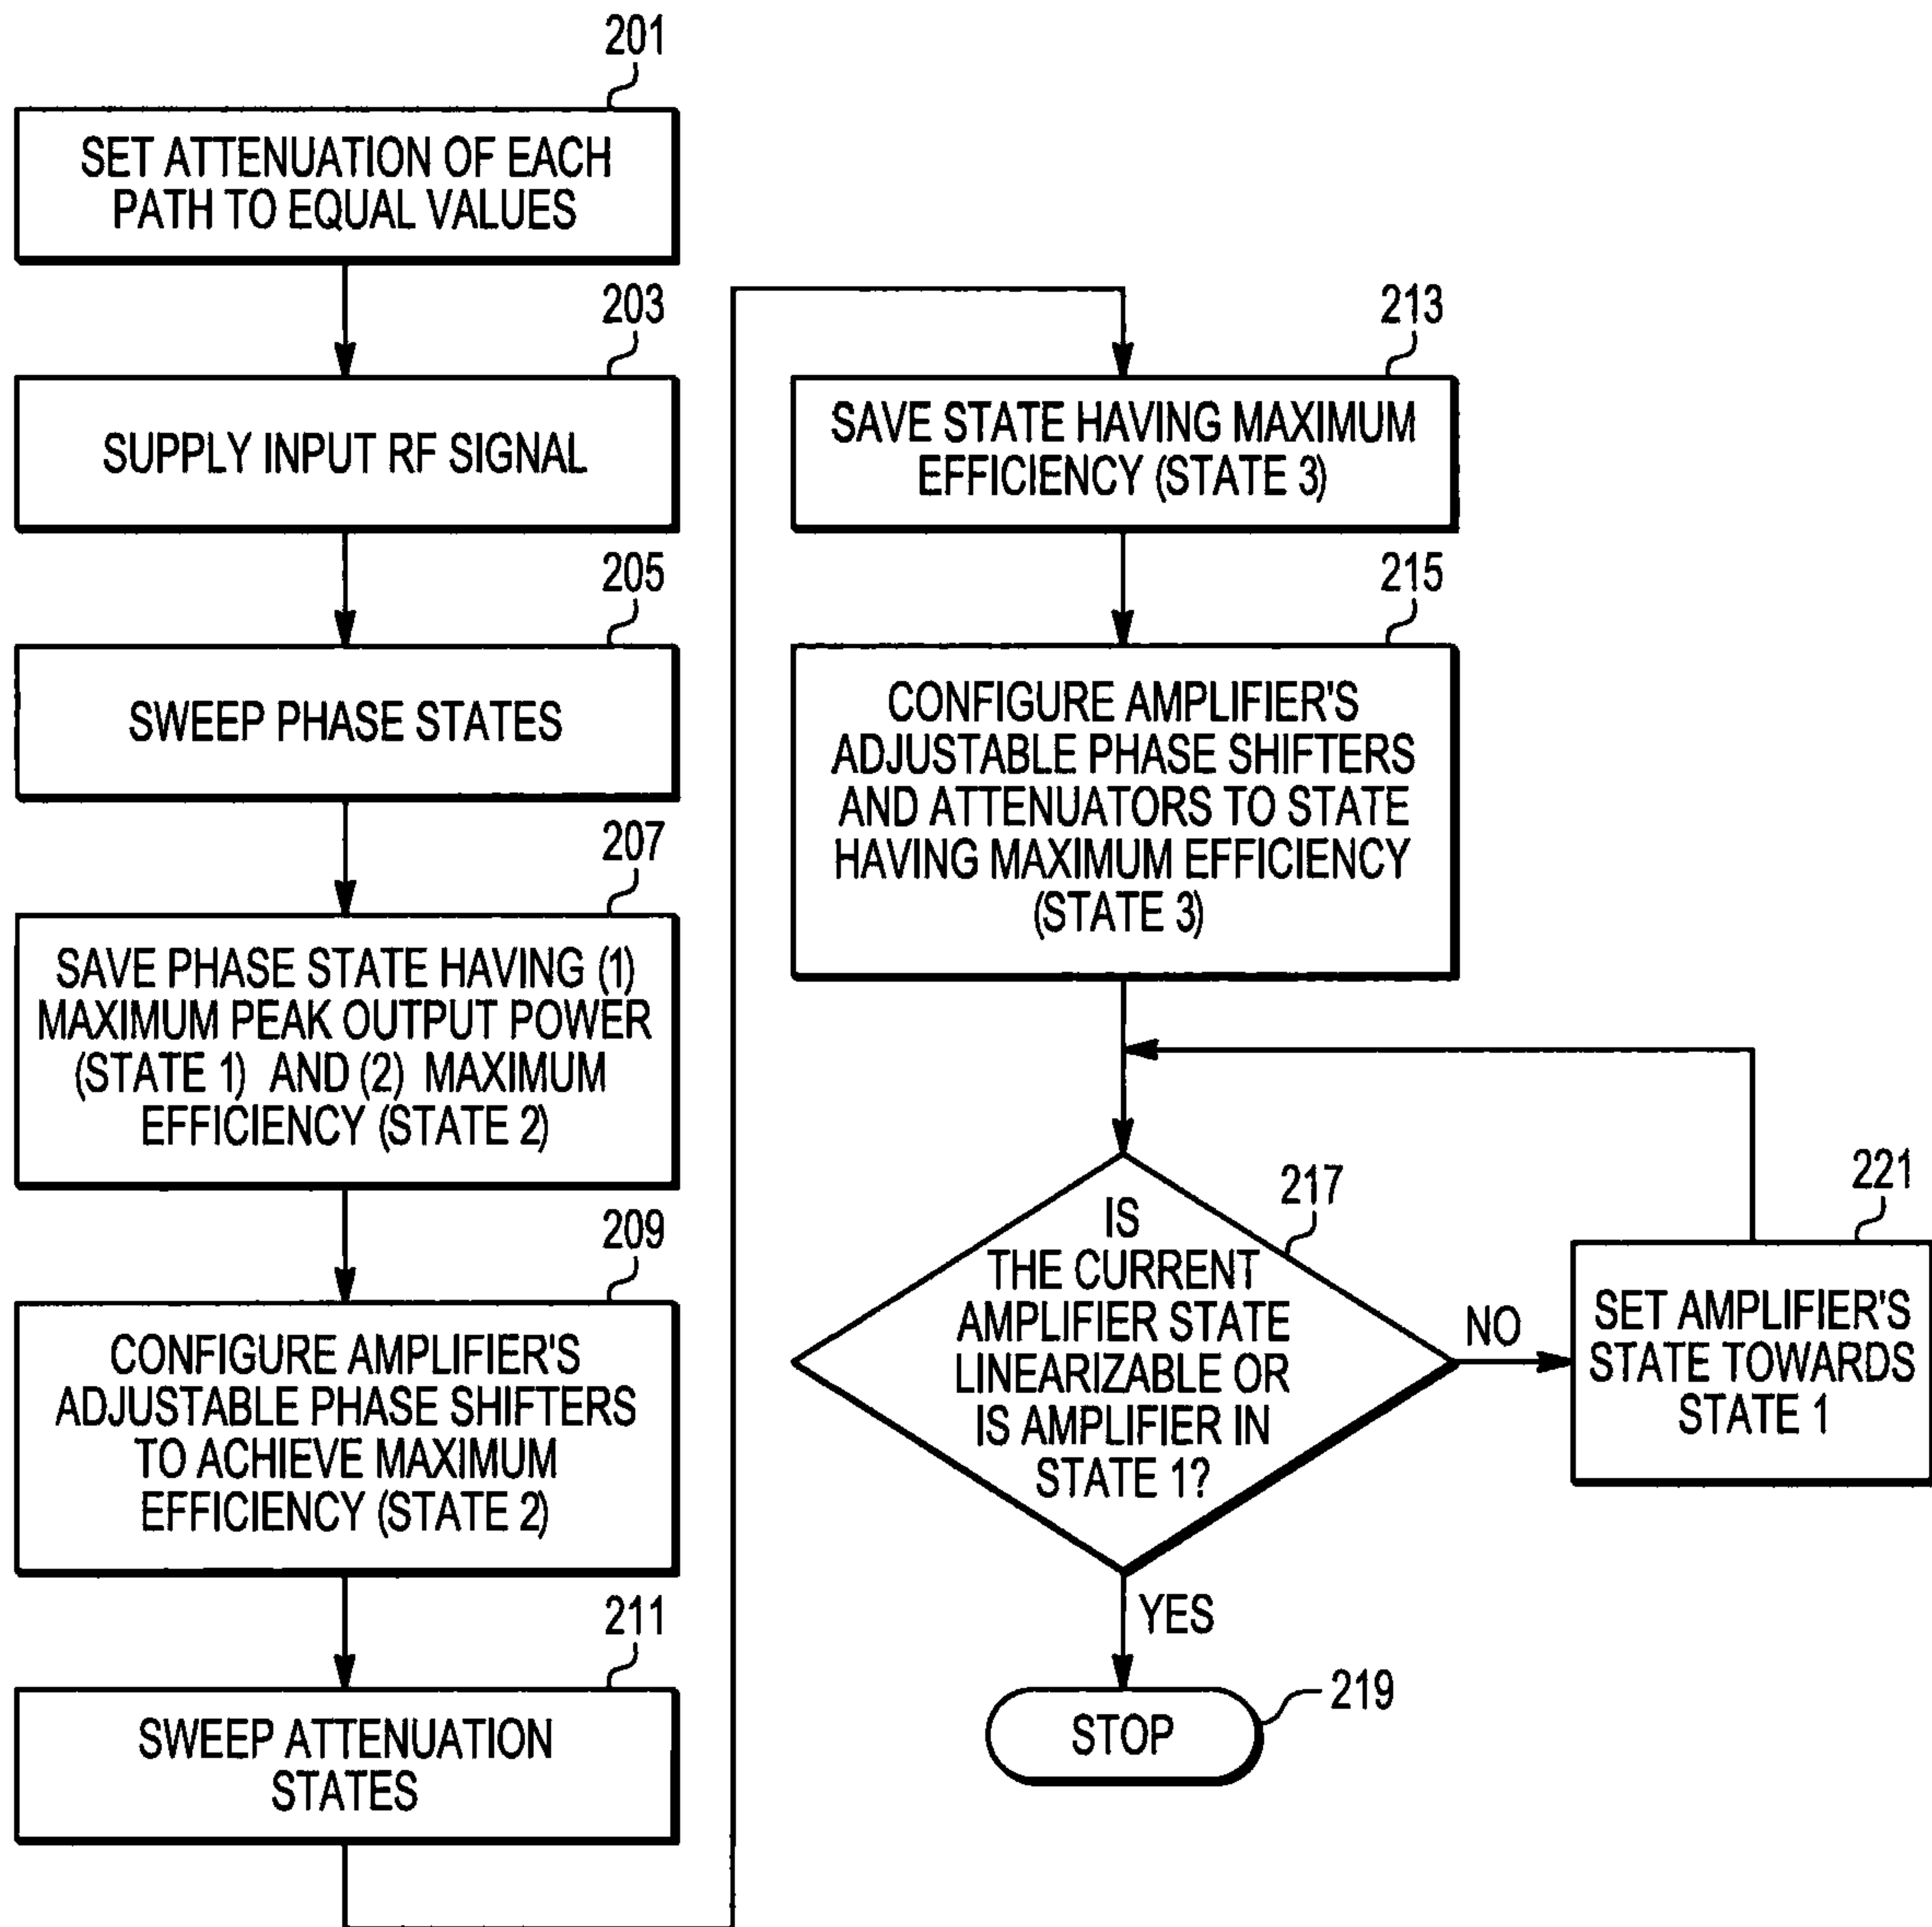 201
SET ATTENUATION OF EACH
PATH TO EQUAL VALUES
203
SUPPLY INPUT RF SIGNAL
205
SWEEP PHASE STATES
207
SAVE PHASE STATE HAVING (1)
MAXIMUM PEAK OUTPUT POWER
(STATE 1) AND (2) MAXIMUM
EFFICIENCY (STATE 2)
209
CONFIGURE AMPLIFIER'S
ADJUSTABLE PHASE SHIFTERS
TO ACHIEVE MAXIMUM
EFFICIENCY (STATE 2)
211
SWEEP ATTENUATION
STATES
213
SAVE STATE HAVING MAXIMUM
EFFICIENCY (STATE 3)
215
CONFIGURE AMPLIFIER'S
ADJUSTABLE PHASE SHIFTERS
AND ATTENUATORS TO STATE
HAVING MAXIMUM EFFICIENCY
(STATE 3)
217
IS
THE CURRENT
AMPLIFIER STATE
LINEARIZABLE OR
IS AMPLIFIER IN
STATE 1?
NO
221
SET AMPLIFIER'S
STATE TOWARDS
STATE 1
YES
STOP
219